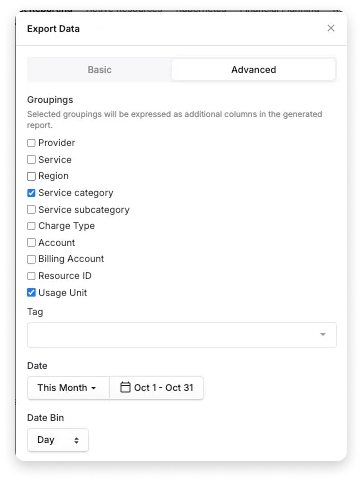 Export Data
Basic
Advanced
Groupings
Selected groupings will be expressed as additional columns in the generated
report.
Provider
Service
Region
Service category
Service subcategory
Charge Type
Account
Billing Account
Resource ID
Usage Unit
Tag
Date
This Month
Oct 1 - Oct 31
Date Bin
Day